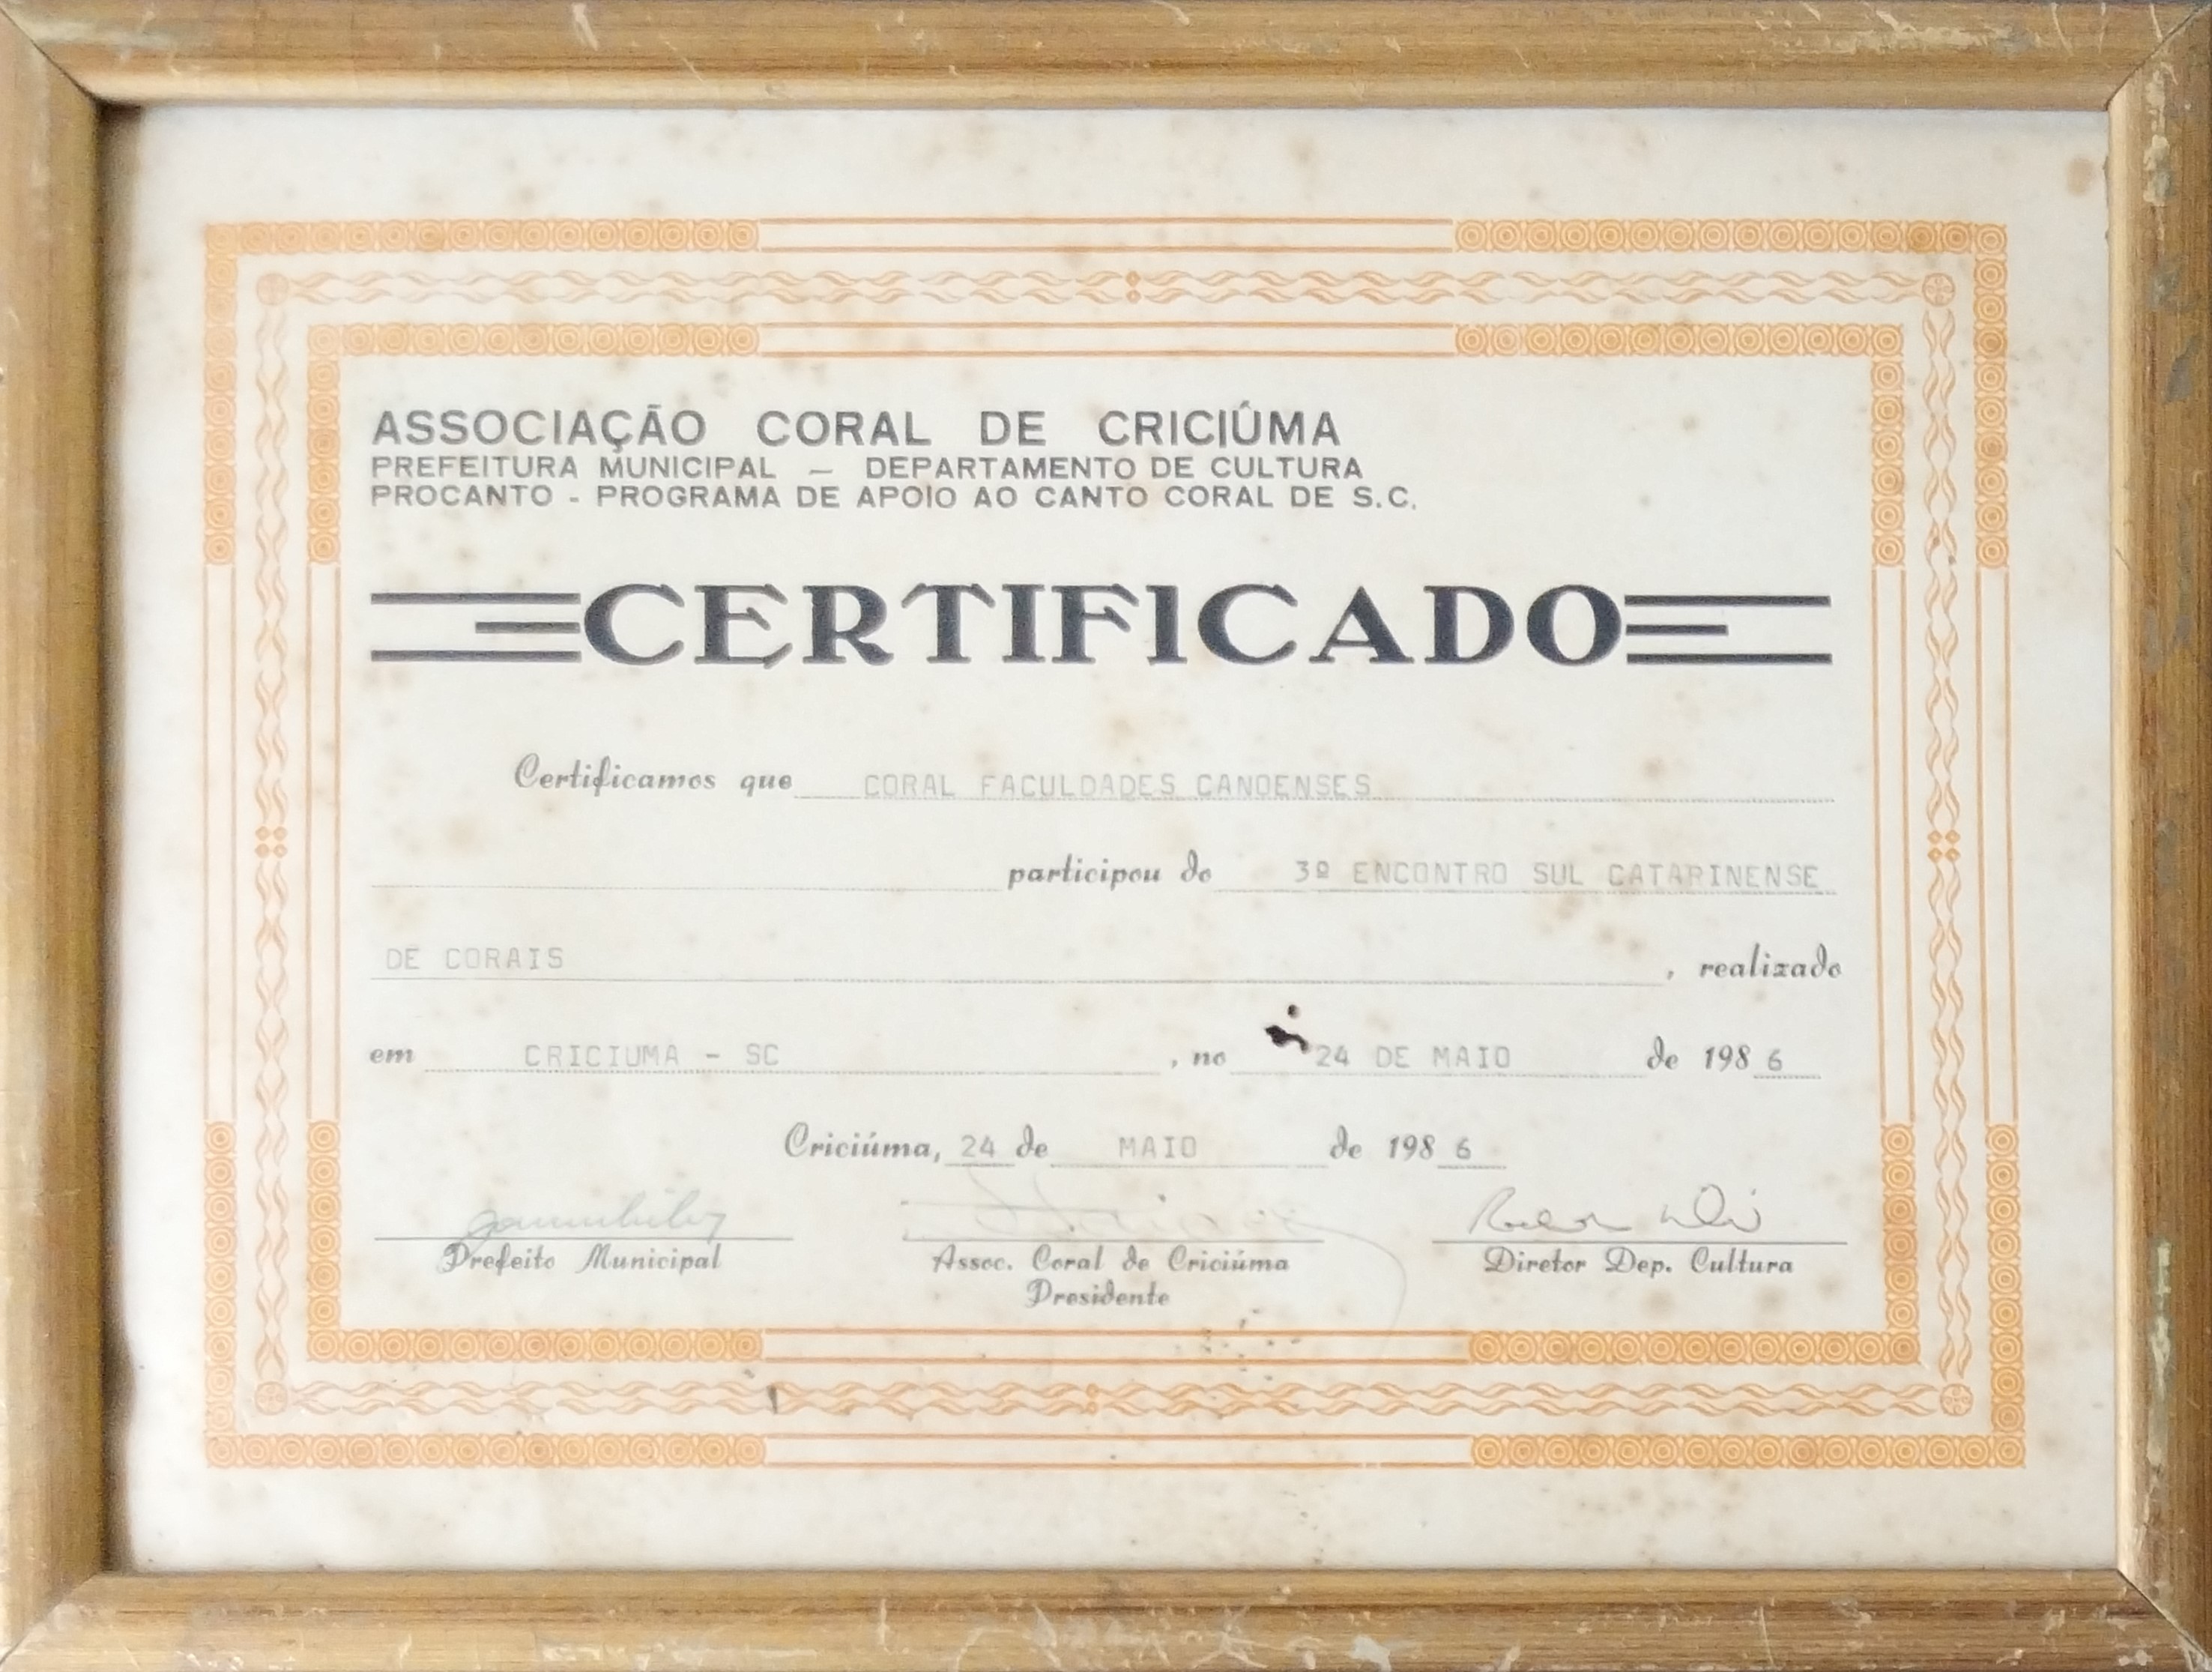 ASSOCIAÇÃO CORAL DE CRICIÚMA
PREFEITURA MUNICIPAL — DEPARTAMENTO DE CULTURA
PROCANTO - PROGRAMA DE APOIO AO CANTO CORAL DE S.C.
CERTIFICADO
Certificamos que CORAL FACULDADES CANOENSES
participou do 3º ENCONTRO SUL CATARINENSE
DE CORAIS , realizado
em CRICIUMA - SC , no 24 DE MAIO de 1986
Criciúma, 24 de MAIO de 1986
Prefeito Municipal Assoc. Coral de Criciúma Diretor Dep. Cultura
Presidente